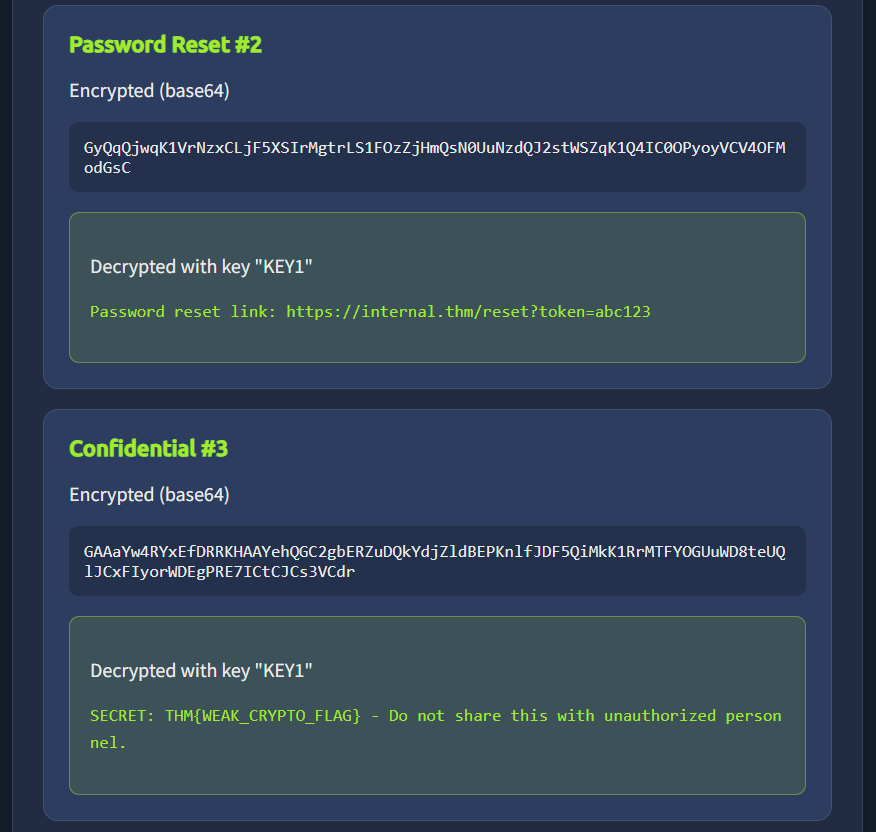 Password Reset #2
Encrypted (base64)
GyQqQjwqK1VrNzxCLjF5XSIrMgtrLS1FOzZjHmQsN0UuNzdQJ2stWSZqK1Q4IC0OPyoyVCV4OFM
odGsC
Decrypted with key "KEY1"
Password reset link: https://internal.thm/reset?token=abc123
Confidential #3
Encrypted (base64)
GAAaYw4RYxEfDRRKHAAYehQGC2gbERZuDQkYdjZldBEPKnlfJDF5QiMkK1RrMTFYOGUuWD8teUQ
lJCxFIyorWDEgPRE7ICtCJCs3VCdr
Decrypted with key "KEY1"
SECRET: THM{WEAK_CRYPTO_FLAG} - Do not share this with unauthorized person
nel.